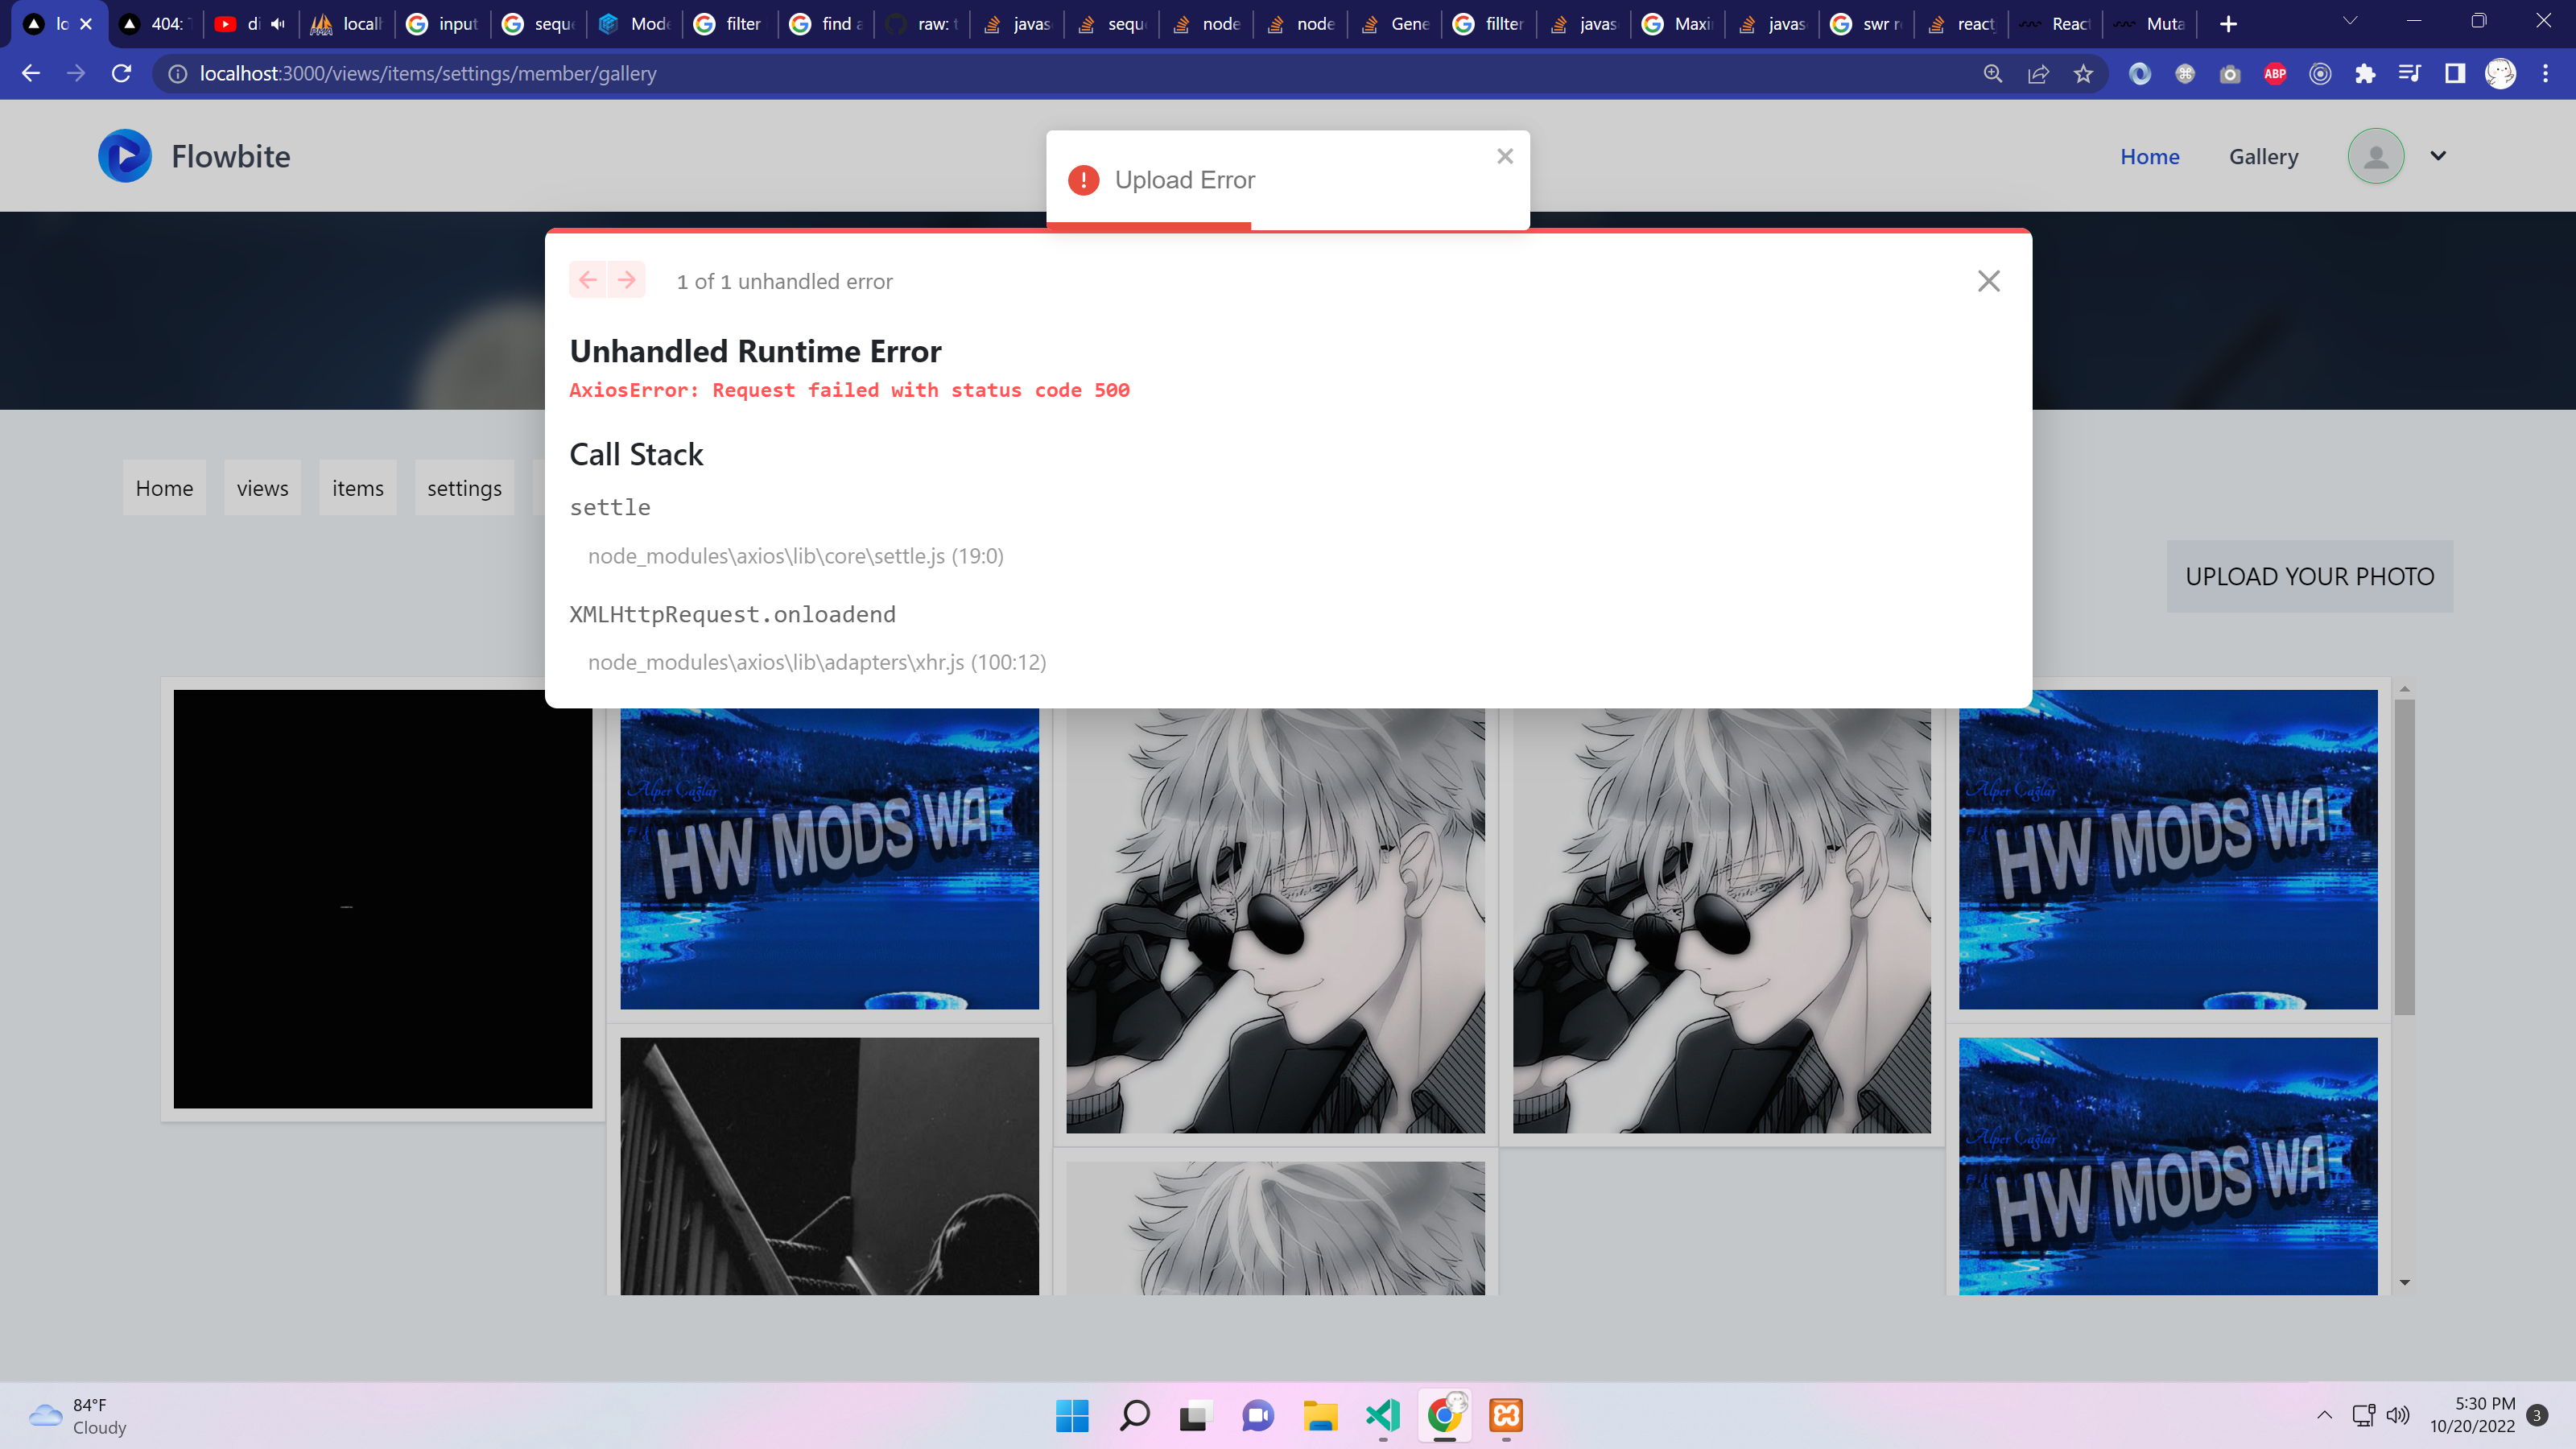 lo
404: T
di
localh
input
seque
Mode
filter
find a
raw: t
javas
seque
node
node
Gene
fillter
javas
Maxi
javas
swr r
react
React
Muta
localhost:3000/views/items/settings/member/gallery
ABP
Flowbite
Upload Error
Home
Gallery
1 of 1 unhandled error
Unhandled Runtime Error
AxiosError: Request failed with status code 500
Call Stack
settle
node_modules\axios\lib\core\settle.js (19:0)
XMLHttpRequest.onloadend
node_modules\axios\lib\adapters\xhr.js (100:12)
Home
views
items
settings
UPLOAD YOUR PHOTO
Alper Çağlar
HW MODS WA
Alper Çağlar
HW MODS WA
Alper Çağlar
HW MODS WA
84°F
Cloudy
5:30 PM
10/20/2022
3